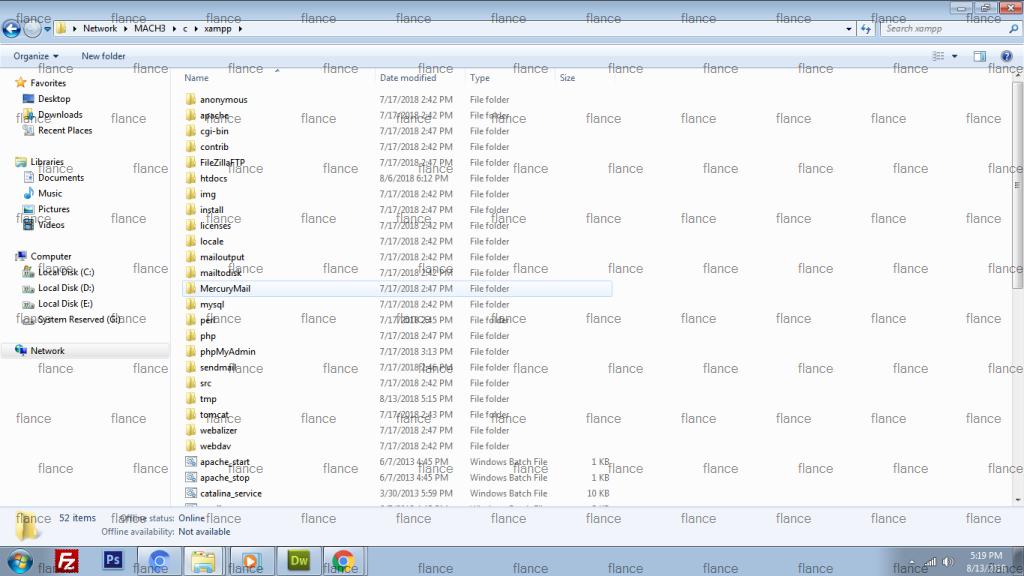 Network ▸ MACH3 ▸ c ▸ xampp ▸
Search xampp
Organize
New folder
Name Date modified Type Size
Favorites
Desktop
Downloads
Recent Places
Libraries
Documents
Music
Pictures
Videos
Computer
Local Disk (C:)
Local Disk (D:)
Local Disk (E:)
System Reserved (G:)
Network
anonymous 7/17/2018 2:42 PM File folder
apache 7/17/2018 2:42 PM File folder
cgi-bin 7/17/2018 2:47 PM File folder
contrib 7/17/2018 2:42 PM File folder
FileZillaFTP 7/17/2018 2:47 PM File folder
htdocs 8/6/2018 6:12 PM File folder
img 7/17/2018 2:42 PM File folder
install 7/17/2018 2:47 PM File folder
licenses 7/17/2018 2:42 PM File folder
locale 7/17/2018 2:42 PM File folder
mailoutput 7/17/2018 2:42 PM File folder
mailtodisk 7/17/2018 2:42 PM File folder
MercuryMail 7/17/2018 2:47 PM File folder
mysql 7/17/2018 2:42 PM File folder
perl 7/17/2018 2:45 PM File folder
php 7/17/2018 2:47 PM File folder
phpMyAdmin 7/17/2018 3:13 PM File folder
sendmail 7/17/2018 2:46 PM File folder
src 7/17/2018 2:42 PM File folder
tmp 8/13/2018 5:15 PM File folder
tomcat 7/17/2018 2:43 PM File folder
webalizer 7/17/2018 2:47 PM File folder
webdav 7/17/2018 2:42 PM File folder
apache_start 6/7/2013 4:45 PM Windows Batch File 1 KB
apache_stop 6/7/2013 4:45 PM Windows Batch File 1 KB
catalina_service 3/30/2013 5:59 PM Windows Batch File 10 KB
52 items
Offline status: Online
Offline availability: Not available
Fz
Ps
Dw
5:19 PM
flance